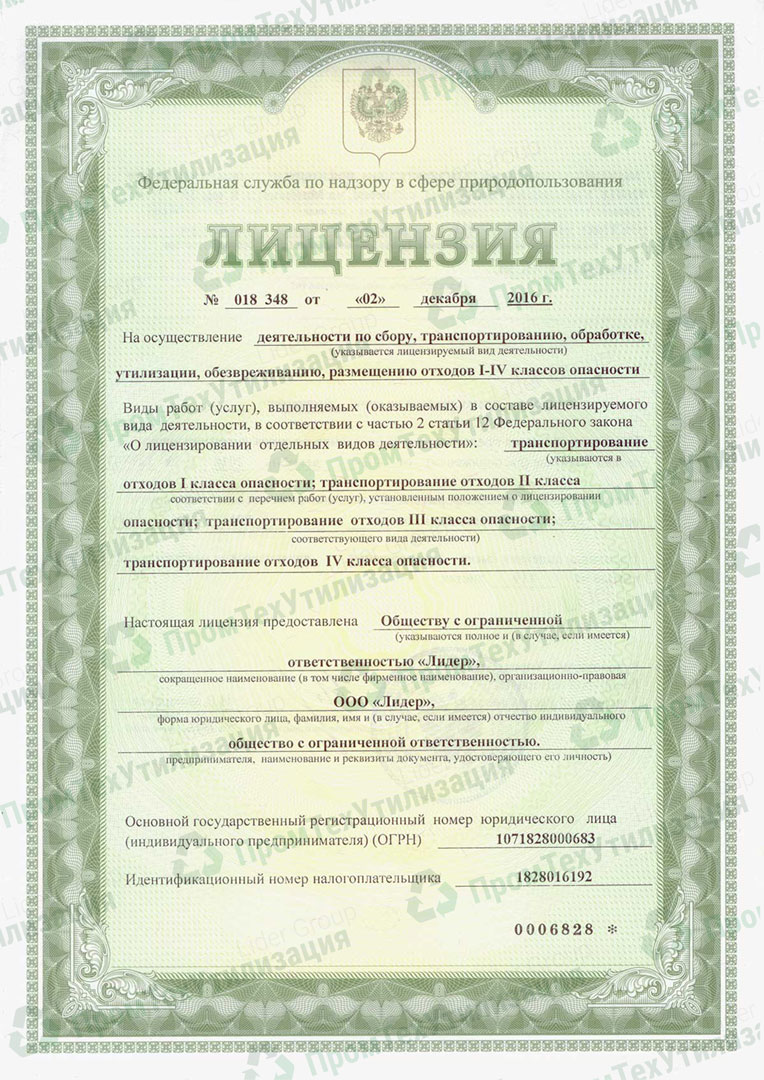 Федеральная служба по надзору в сфере природопользования
ЛИЦЕНЗИЯ
№ 018 348 от «02» декабря 2016 г.
На осуществление деятельности по сбору, транспортированию, обработке,
(указывается лицензируемый вид деятельности)
утилизации, обезвреживанию, размещению отходов I-IV классов опасности
Виды работ (услуг), выполняемых (оказываемых) в составе лицензируемого
вида деятельности, в соответствии с частью 2 статьи 12 Федерального закона
«О лицензировании отдельных видов деятельности»: транспортирование
(указываются в
отходов I класса опасности; транспортирование отходов II класса
соответствии с перечнем работ (услуг), установленным положением о лицензировании
опасности; транспортирование отходов III класса опасности;
соответствующего вида деятельности)
транспортирование отходов IV класса опасности.
Настоящая лицензия предоставлена Обществу с ограниченной
(указываются полное и (в случае, если имеется)
ответственностью «Лидер»,
сокращенное наименование (в том числе фирменное наименование), организационно-правовая
ООО «Лидер»,
форма юридического лица, фамилия, имя и (в случае, если имеется) отчество индивидуального
общество с ограниченной ответственностью.
предпринимателя, наименование и реквизиты документа, удостоверяющего его личность)
Основной государственный регистрационный номер юридического лица
(индивидуального предпринимателя) (ОГРН) 1071828000683
Идентификационный номер налогоплательщика 1828016192
0006828 *
ПромТехУтилизация
Lider Group